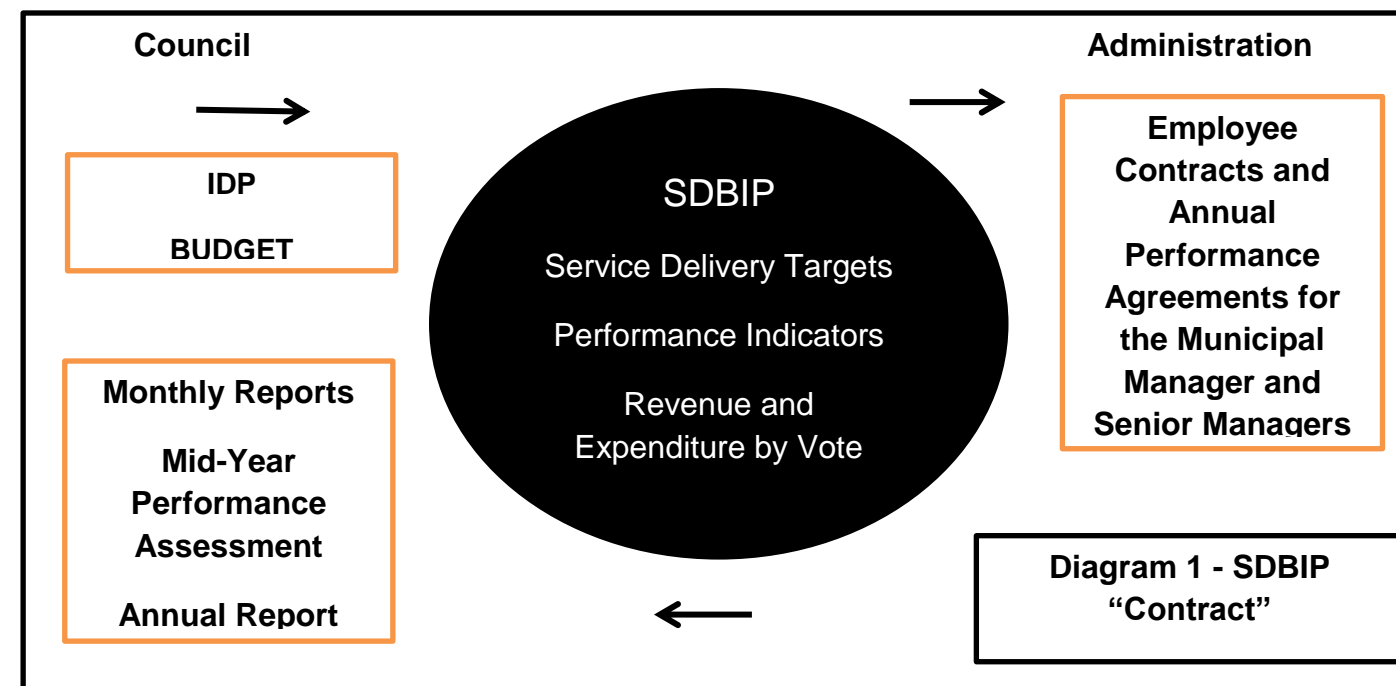 Council
Administration
IDP
BUDGET
Monthly Reports
Mid-Year
Performance
Assessment
Annual Report
SDBIP
Service Delivery Targets
Performance Indicators
Revenue and
Expenditure by Vote
Employee
Contracts and
Annual
Performance
Agreements for
the Municipal
Manager and
Senior Managers
Diagram 1 - SDBIP
“Contract”